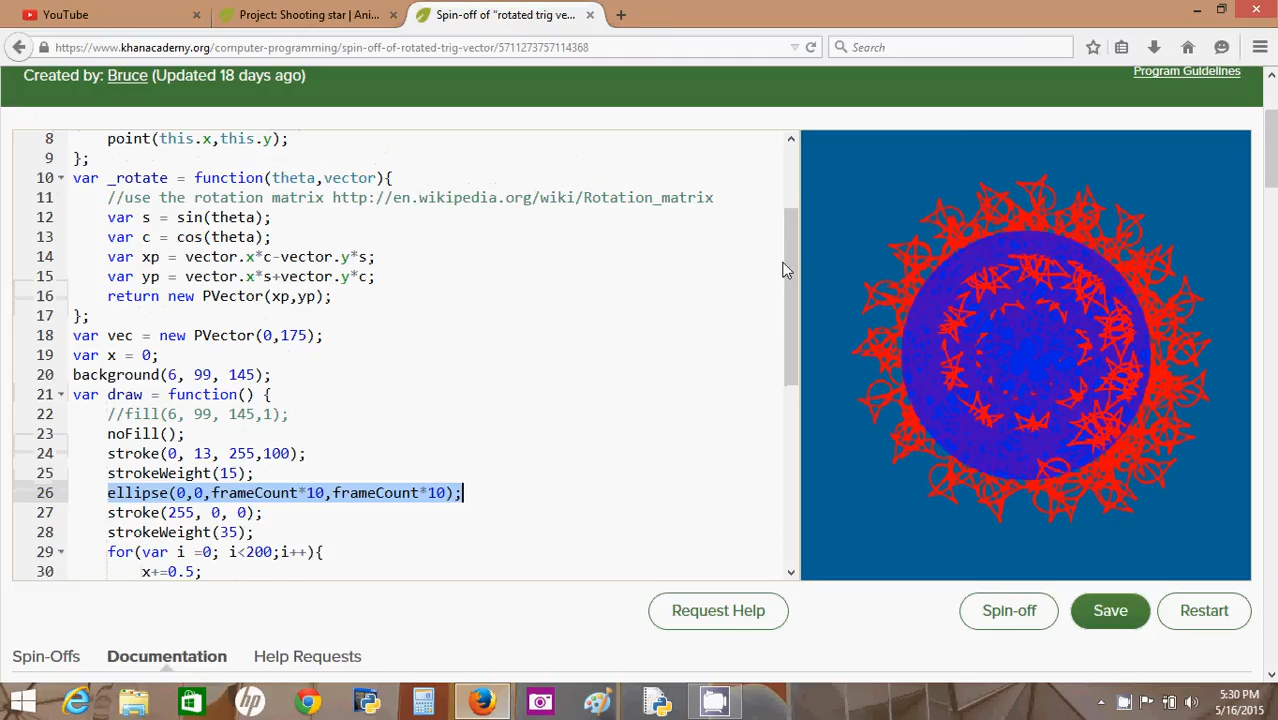 YouTube
Project: Shooting star | Ani...
Spin-off of "rotated trig ve...
https://www.khanacademy.org/computer-programming/spin-off-of-rotated-trig-vector/5711273757114368
Search
Created by: Bruce (Updated 18 days ago)
Program Guidelines
8 point(this.x,this.y);
9 };
10 var _rotate = function(theta,vector){
11 //use the rotation matrix http://en.wikipedia.org/wiki/Rotation_matrix
12 var s = sin(theta);
13 var c = cos(theta);
14 var xp = vector.x*c-vector.y*s;
15 var yp = vector.x*s+vector.y*c;
16 return new PVector(xp,yp);
17 };
18 var vec = new PVector(0,175);
19 var x = 0;
20 background(6, 99, 145);
21 var draw = function() {
22 //fill(6, 99, 145,1);
23 noFill();
24 stroke(0, 13, 255,100);
25 strokeWeight(15);
26 ellipse(0,0,frameCount*10,frameCount*10);
27 stroke(255, 0, 0);
28 strokeWeight(35);
29 for(var i =0; i<200;i++){
30 x+=0.5;
Request Help
Spin-off
Save
Restart
Spin-Offs
Documentation
Help Requests
hp
5:30 PM
5/16/2015